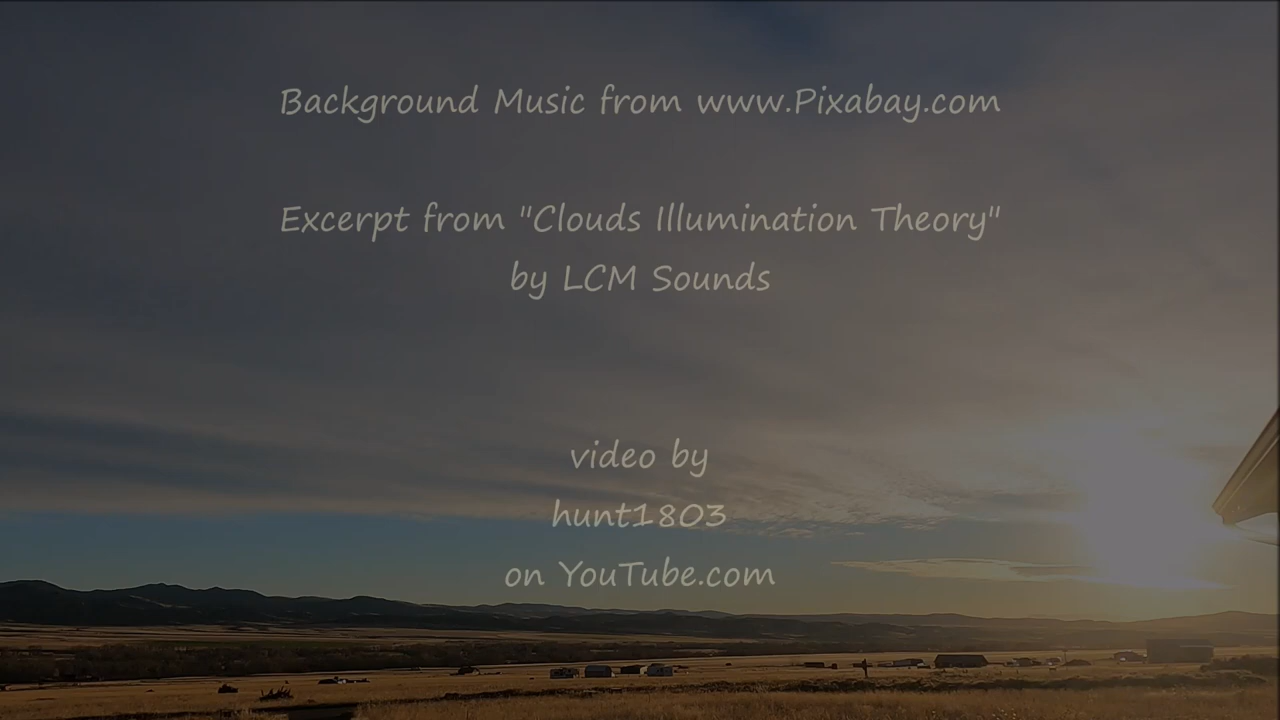 Background Music from www.Pixabay.com
Excerpt from "Clouds Illumination Theory"
by LCM Sounds
video by
hunt1803
on YouTube.com